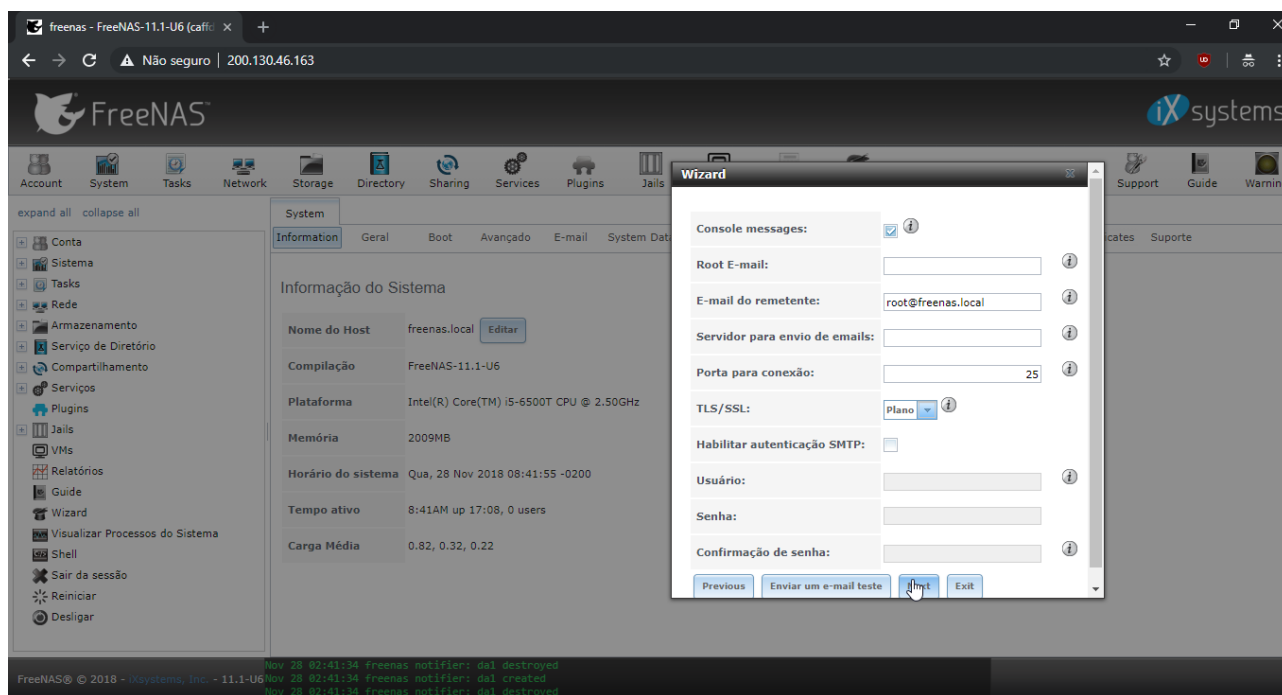 freenas - FreeNAS-11.1-U6 (caffd
Não seguro | 200.130.46.163
FreeNAS™
iXsystems
Account System Tasks Network Storage Directory Sharing Services Plugins Jails Support Guide
expand all collapse all
Conta
Sistema
Tasks
Rede
Armazenamento
Serviço de Diretório
Compartilhamento
Serviços
Plugins
Jails
VMs
Relatórios
Guide
Wizard
Visualizar Processos do Sistema
Shell
Sair da sessão
Reiniciar
Desligar
System
Information Geral Boot Avançado E-mail System Suporte
Informação do Sistema
Nome do Host freenas.local Editar
Compilação FreeNAS-11.1-U6
Plataforma Intel(R) Core(TM) i5-6500T CPU @ 2.50GHz
Memória 2009MB
Horário do sistema Qua, 28 Nov 2018 08:41:55 -0200
Tempo ativo 8:41AM up 17:08, 0 users
Carga Média 0.82, 0.32, 0.22
Wizard
Console messages:
Root E-mail:
E-mail do remetente: root@freenas.local
Servidor para envio de emails:
Porta para conexão: 25
TLS/SSL: Plano
Habilitar autenticação SMTP:
Usuário:
Senha:
Confirmação de senha:
Previous Enviar um e-mail teste Exit
FreeNAS® © 2018 - iXsystems, Inc. - 11.1-U6
Nov 28 02:41:34 freenas notifier: da1 destroyed
Nov 28 02:41:34 freenas notifier: da1 created
Nov 28 02:41:34 freenas notifier: da1 destroyed